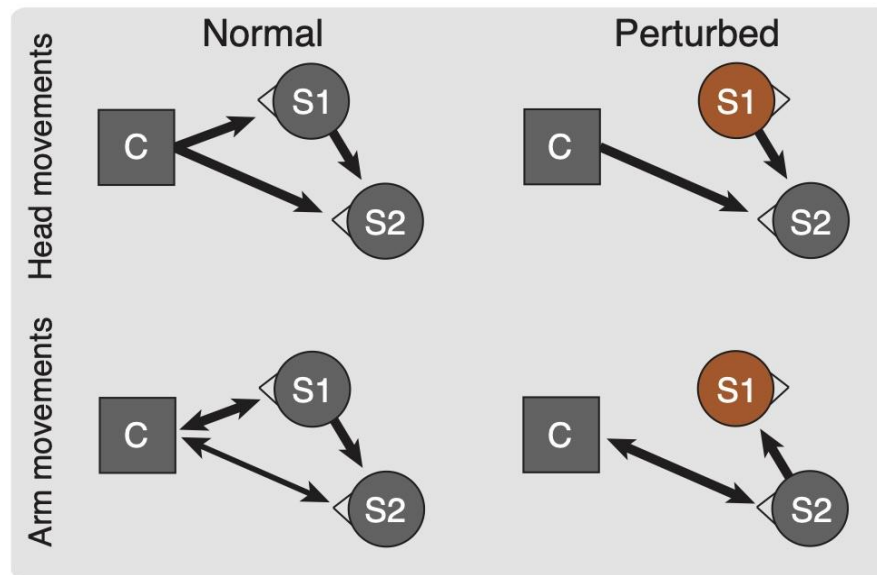 Normal
Perturbed
Head movements
C
S1
S2
C
S1
S2
Arm movements
C
S1
S2
C
S1
S2